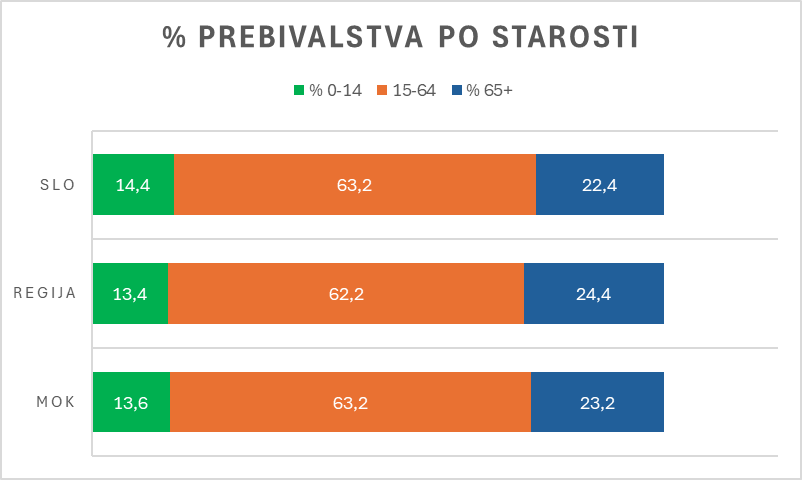 % PREBIVALSTVA PO STAROSTI
% 0-14 15-64 % 65+
SLO 14,4 63,2 22,4
REGIJA 13,4 62,2 24,4
MOK 13,6 63,2 23,2